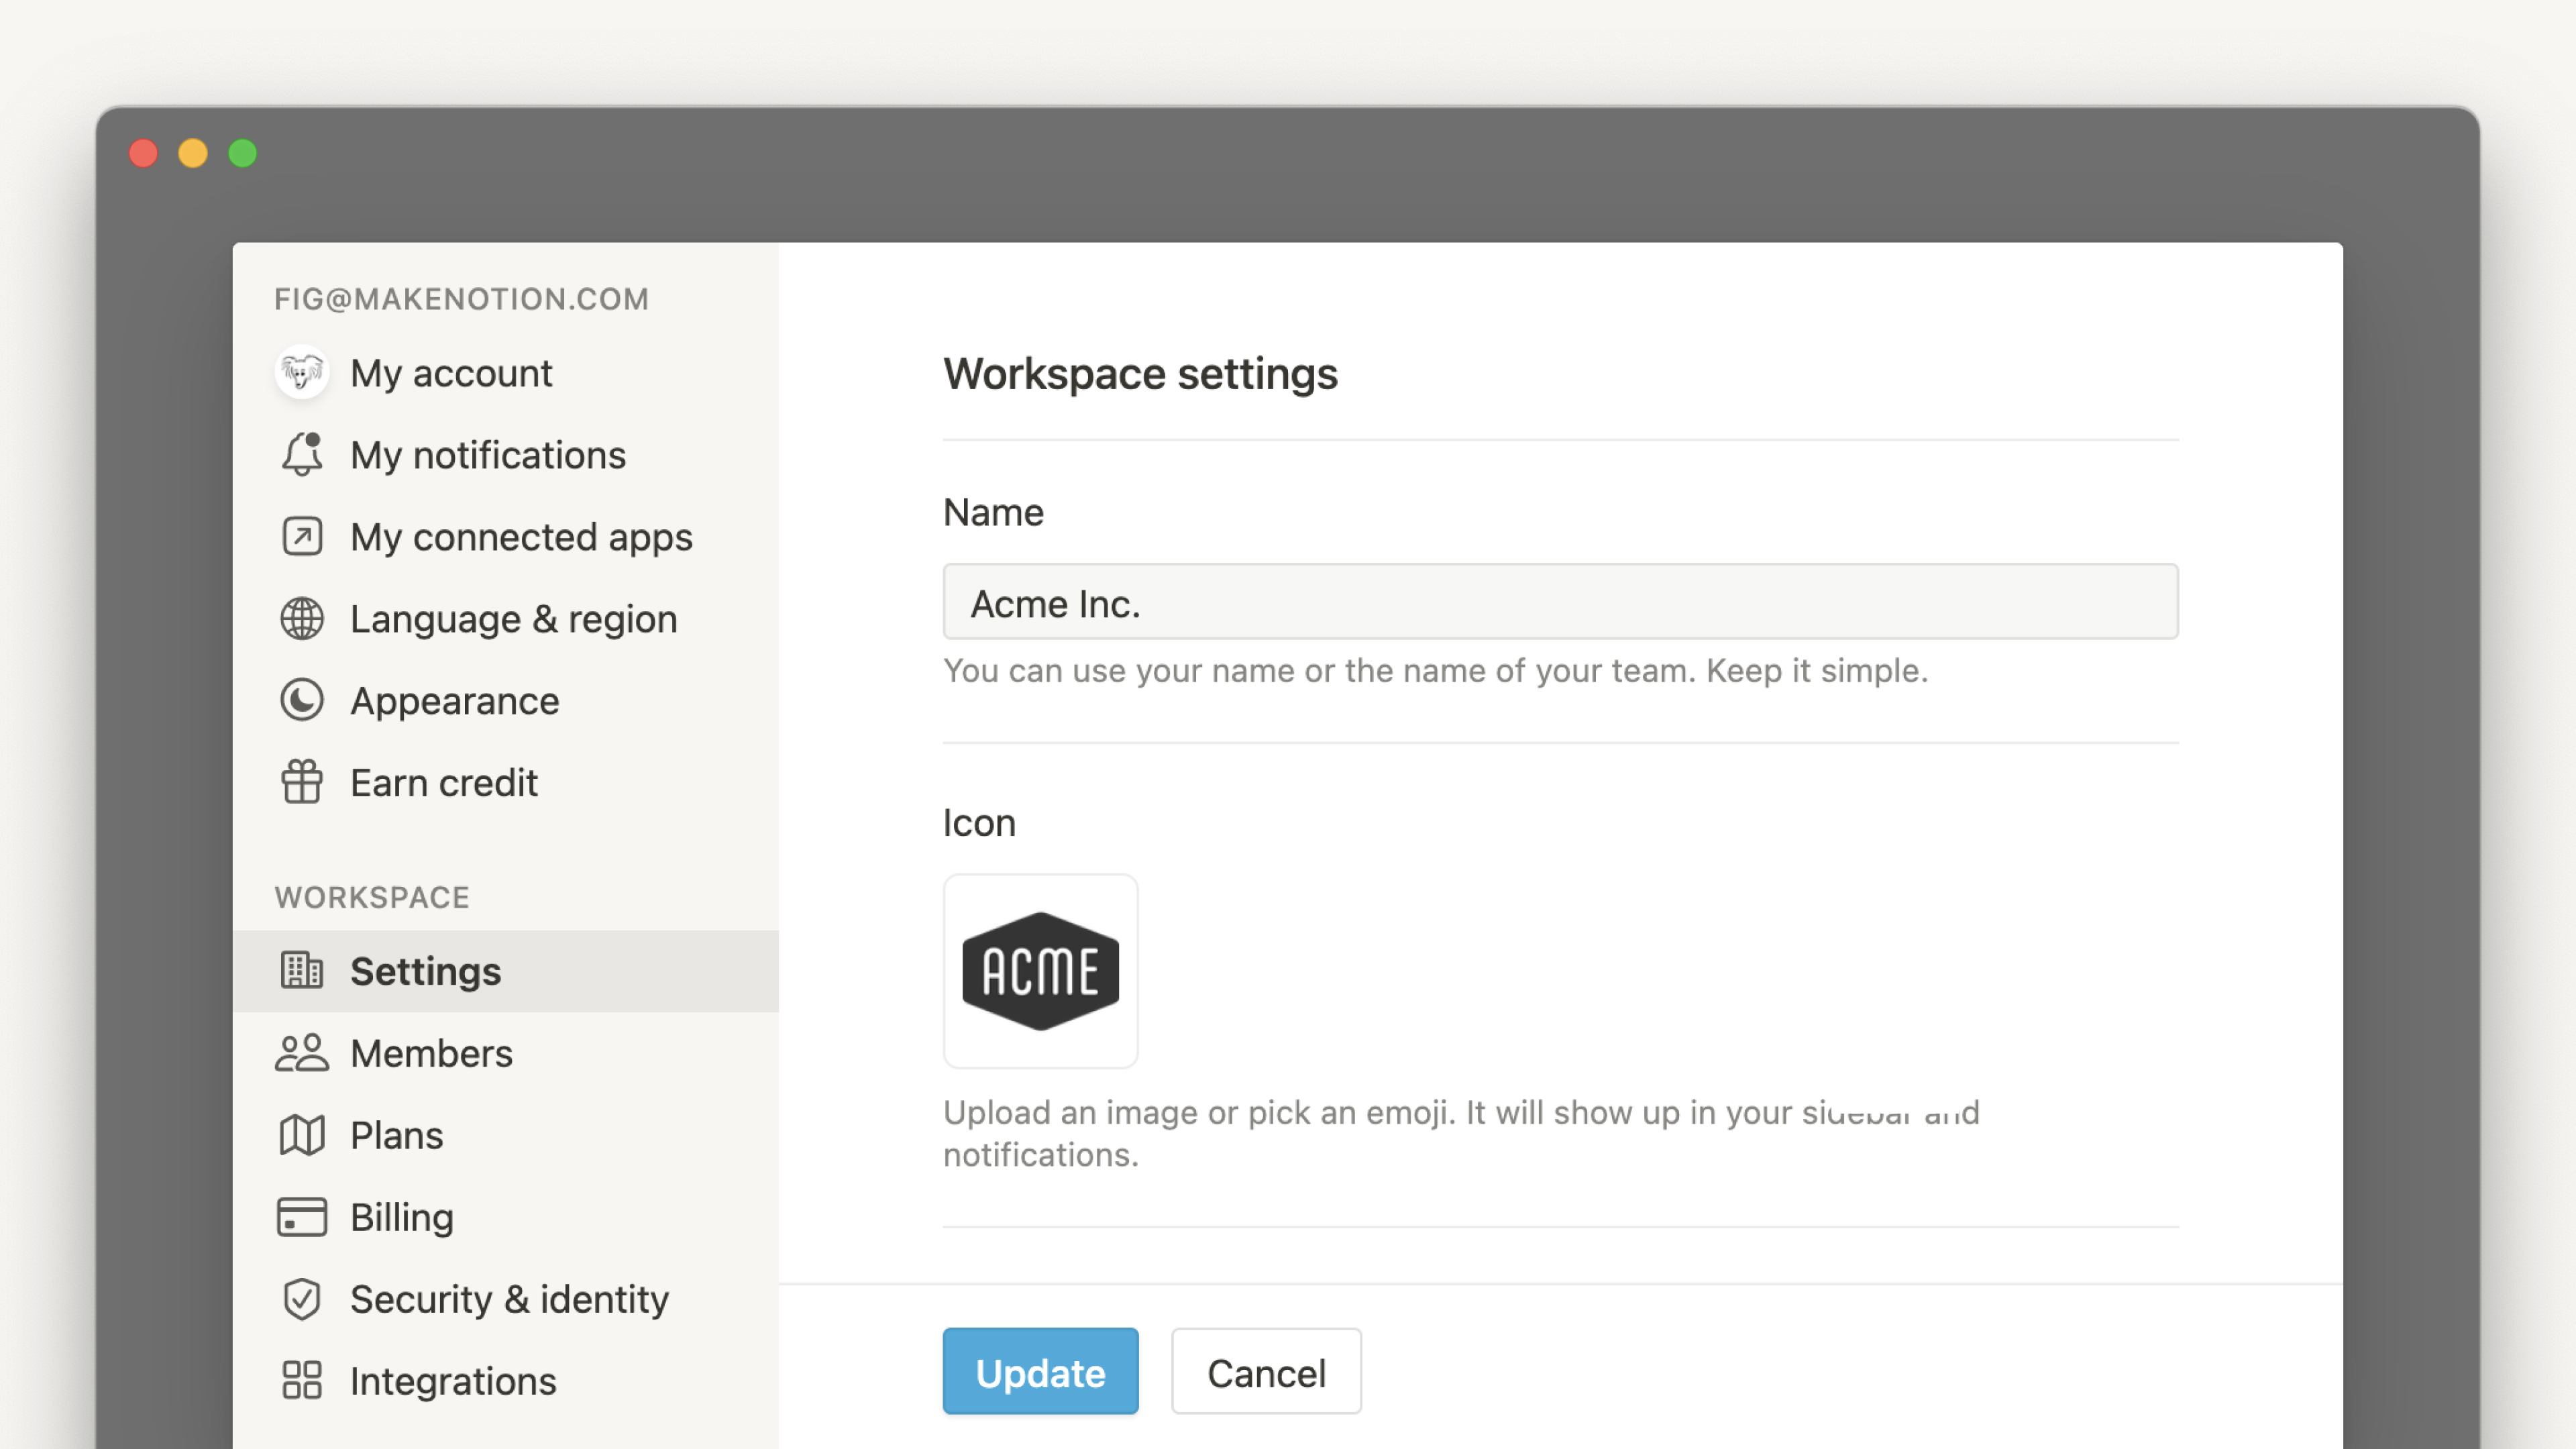 FIG@MAKENOTION.COM
My account
My notifications
My connected apps
Language & region
Appearance
Earn credit
WORKSPACE
Settings
Members
Plans
Billing
Security & identity
Integrations
Workspace settings
Name
Acme Inc.
You can use your name or the name of your team. Keep it simple.
Icon
ACME
Upload an image or pick an emoji. It will show up in your sidebar and
notifications.
Update
Cancel